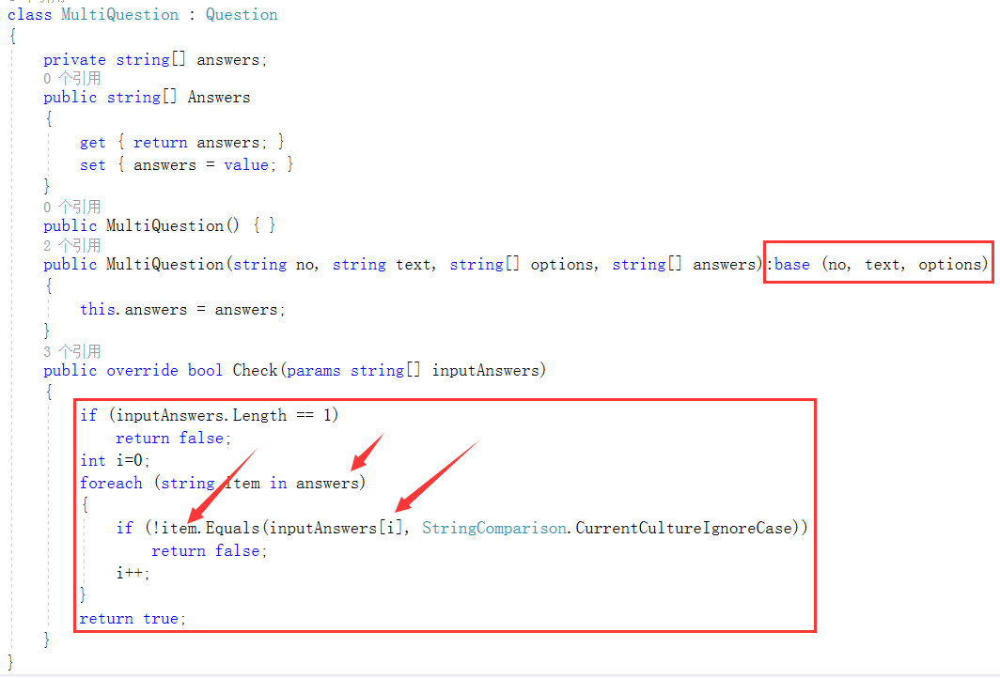 class MultiQuestion : Question
{
private string[] answers;
0 个引用
public string[] Answers
{
get { return answers; }
set { answers = value; }
}
0 个引用
public MultiQuestion() { }
2 个引用
public MultiQuestion(string no, string text, string[] options, string[] answers):base (no, text, options)
{
this.answers = answers;
}
3 个引用
public override bool Check(params string[] inputAnswers)
{
if (inputAnswers.Length == 1)
return false;
int i=0;
foreach (string item in answers)
{
if (!item.Equals(inputAnswers[i], StringComparison.CurrentCultureIgnoreCase))
return false;
i++;
}
return true;
}
}